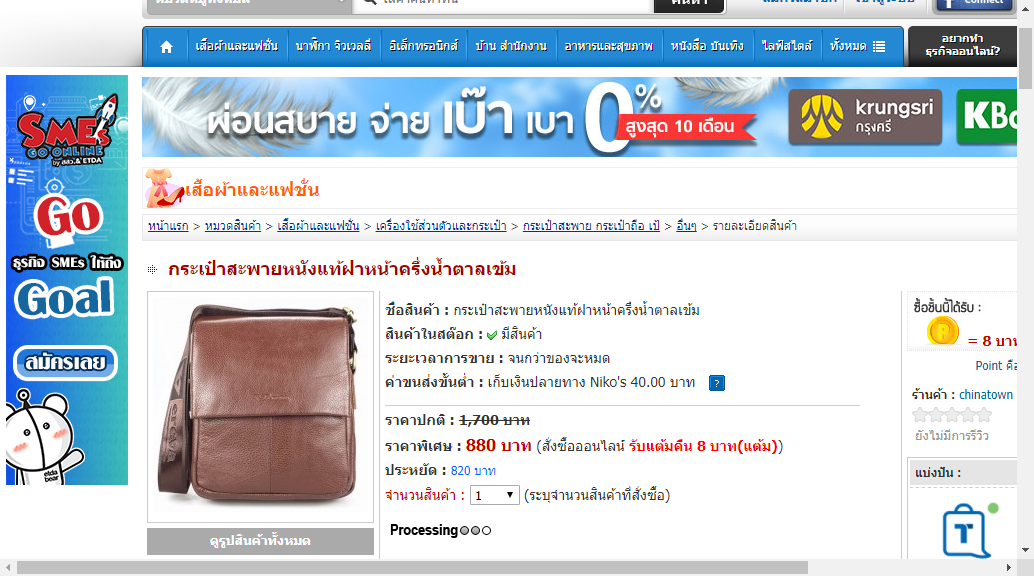 Connect
เสื้อผ้าและแฟชั่น นาฬิกา จิวเวลลี่ อิเล็กทรอนิกส์ บ้าน สำนักงาน อาหารและสุขภาพ หนังสือ บันเทิง ไลฟ์สไตล์ ทั้งหมด
อยากทำ
ธุรกิจออนไลน์?
SMEs
GO ONLINE
by สสว.& ETDA
Go
ธุรกิจ SMEs ให้ถึง
Goal
สมัครเลย
etda
bear
ผ่อนสบาย จ่าย เบ๊า เบา 0%
สูงสุด 10 เดือน
krungsri
กรุงศรี
เสื้อผ้าและแฟชั่น
หน้าแรก > หมวดสินค้า > เสื้อผ้าและแฟชั่น > เครื่องใช้ส่วนตัวและกระเป๋า > กระเป๋าสะพาย กระเป๋าถือ เป้ > อื่นๆ > รายละเอียดสินค้า
กระเป๋าสะพายหนังแท้ฝาหน้าครึ่งน้ำตาลเข้ม
ชื่อสินค้า : กระเป๋าสะพายหนังแท้ฝาหน้าครึ่งน้ำตาลเข้ม
สินค้าในสต๊อก : มีสินค้า
ระยะเวลาการขาย : จนกว่าของจะหมด
ค่าขนส่งขั้นต่ำ : เก็บเงินปลายทาง Niko's 40.00 บาท ?
ราคาปกติ : 1,700 บาท
ราคาพิเศษ : 880 บาท (สั่งซื้อออนไลน์ รับแต้มคืน 8 บาท(แต้ม))
ประหยัด : 820 บาท
จำนวนสินค้า : 1 (ระบุจำนวนสินค้าที่สั่งซื้อ)
Processing
ดูรูปสินค้าทั้งหมด
ซื้อชิ้นนี้ได้รับ :
= 8 บาท
Point คือ
ร้านค้า : chinatown
ยังไม่มีการรีวิว
แบ่งปัน :
T